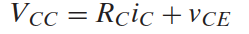 V_{CC} = R_C i_C + v_{CE}